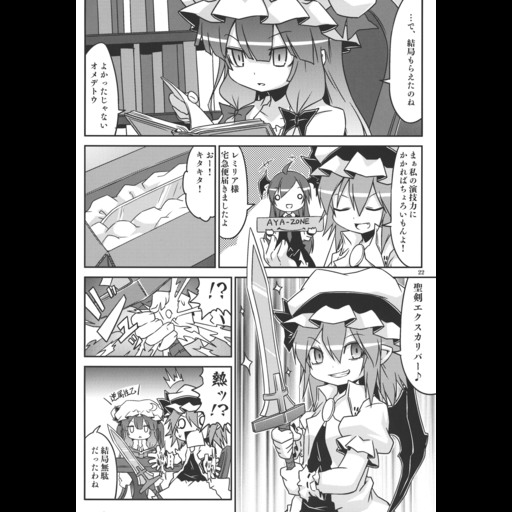 …で、結局もらえたのね
よかったじゃない
オメデトウ
まぁ私の演技力に
かかればちょろいもんよ!
レミリア様
宅急便届きましたよ
AYA-ZONE
おー!
キタキタ!
22
聖剣エクスカリバー♪
!?
熱ッ!?
結局無駄
だったわね